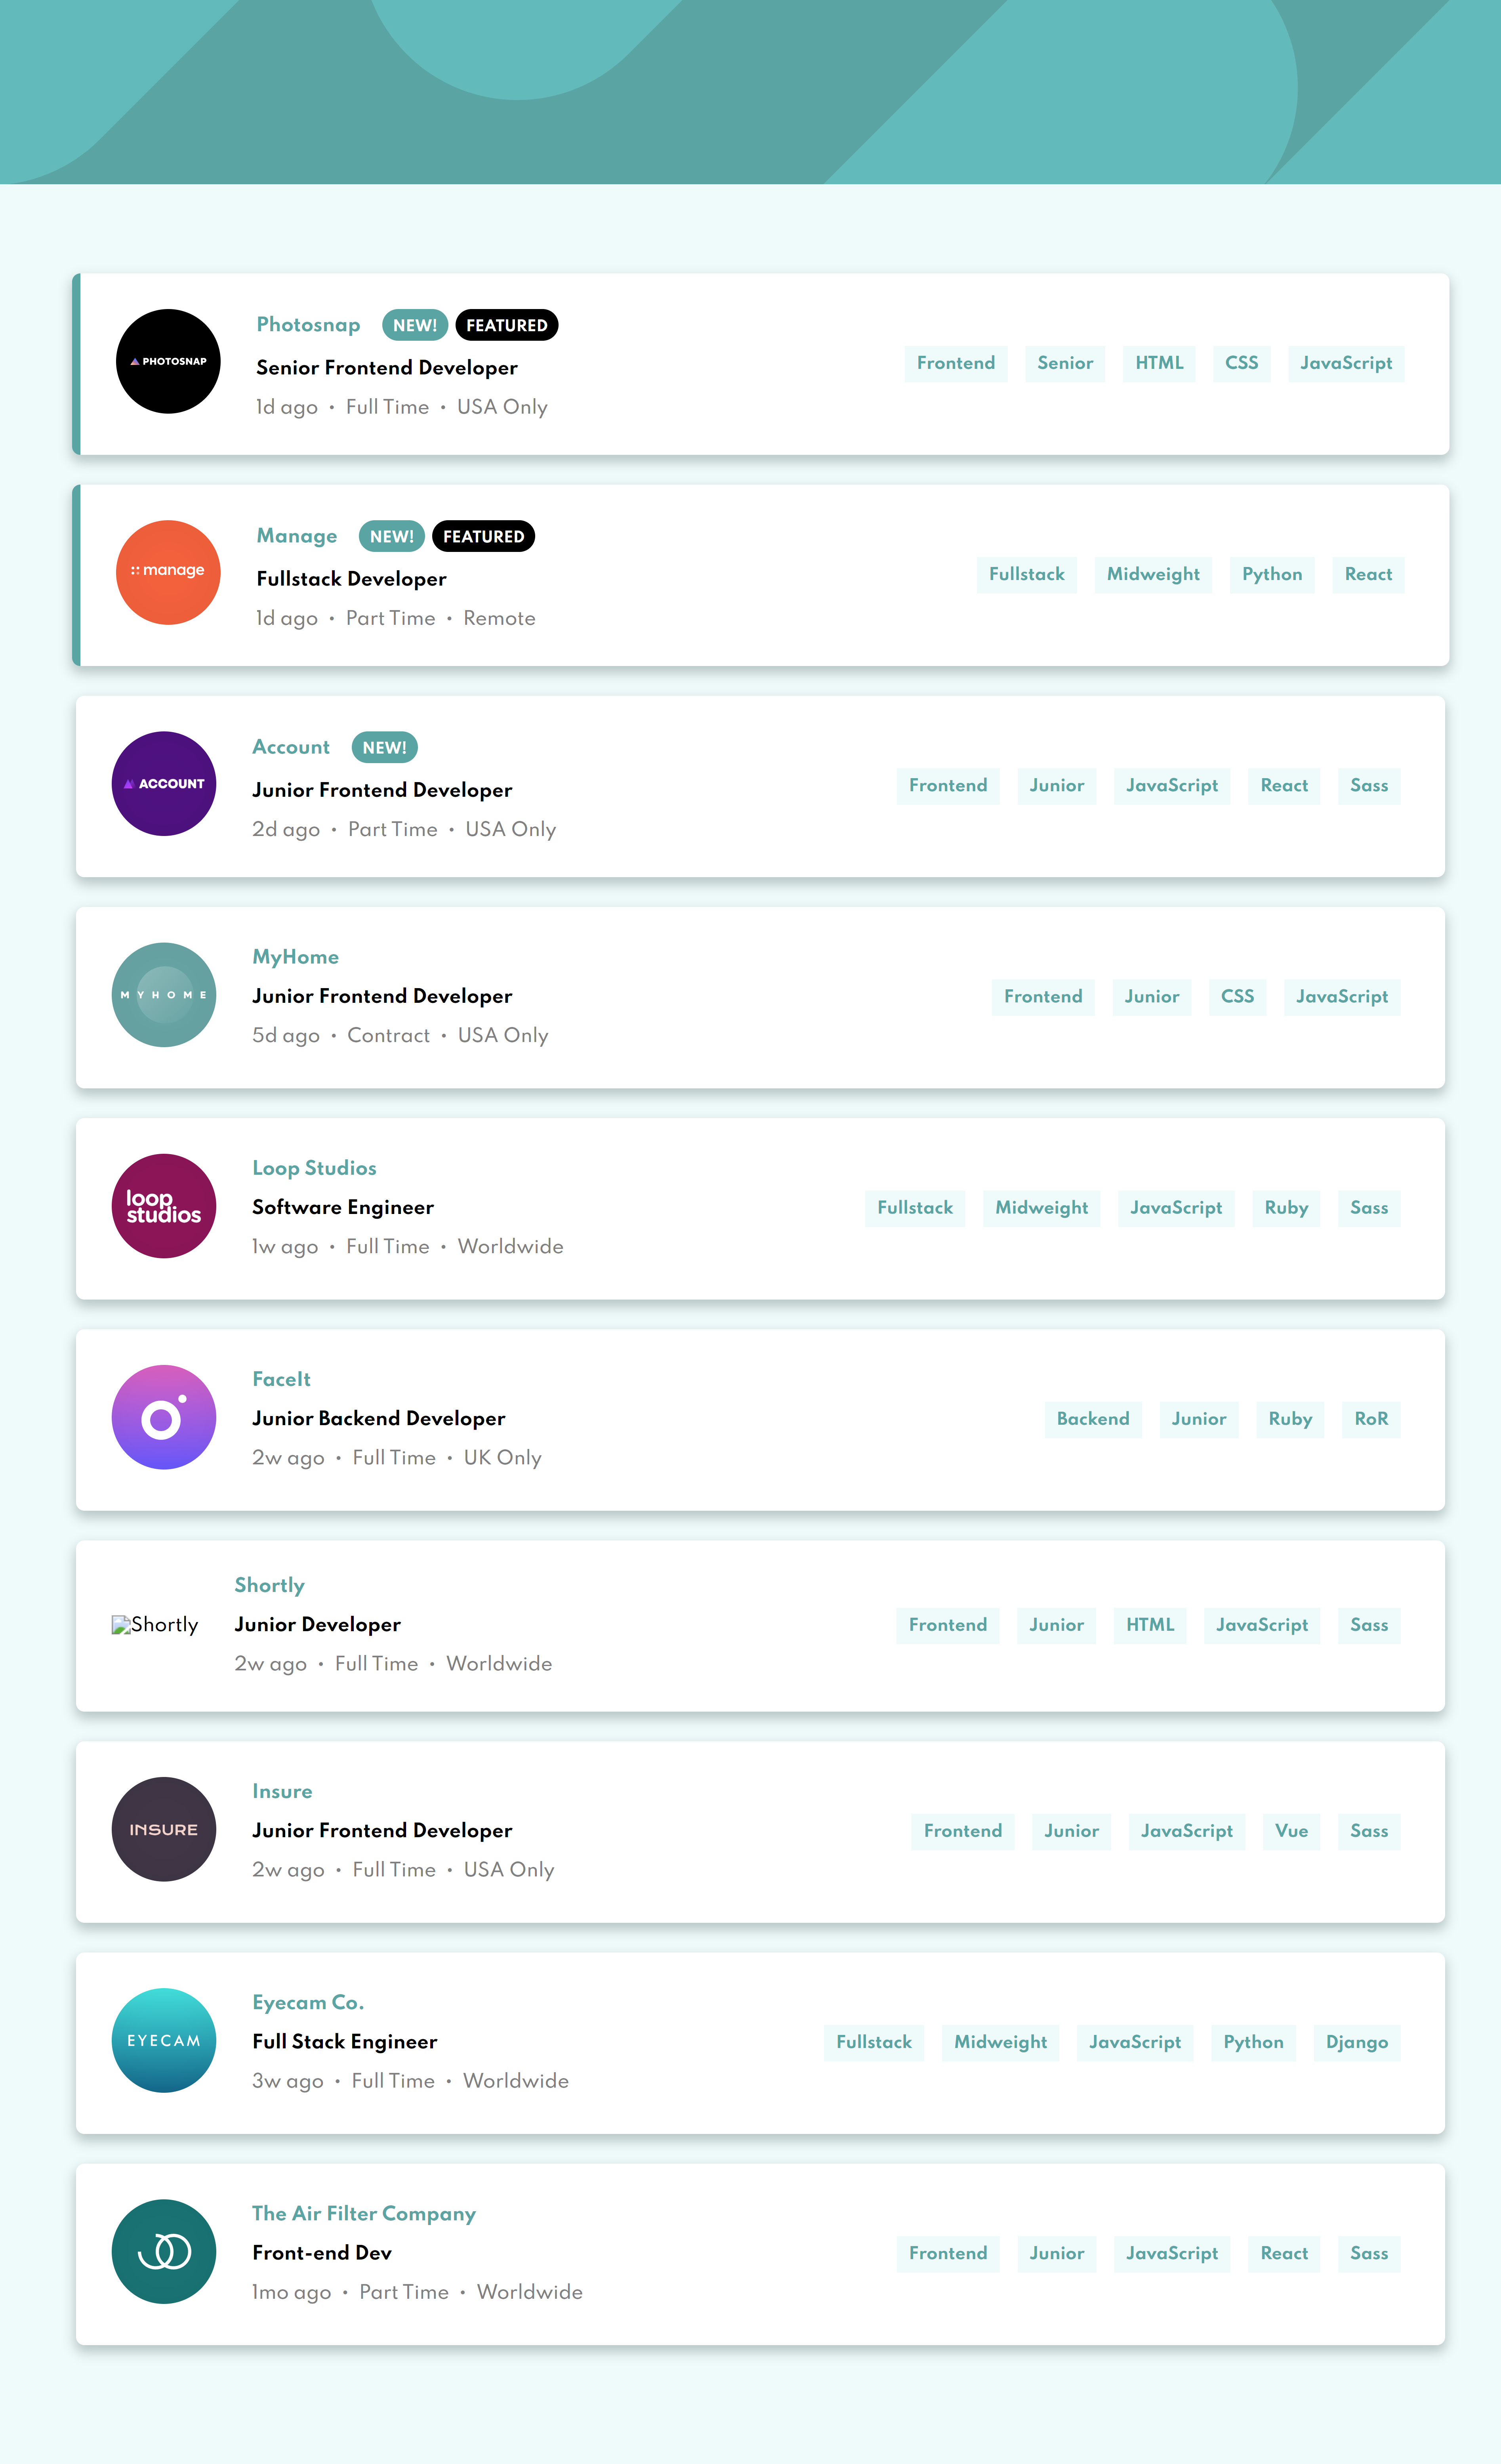 PHOTOSNAP
Photosnap NEW! FEATURED
Senior Frontend Developer
1d ago • Full Time • USA Only
Frontend Senior HTML CSS JavaScript
manage
Manage NEW! FEATURED
Fullstack Developer
1d ago • Part Time • Remote
Fullstack Midweight Python React
ACCOUNT
Account NEW!
Junior Frontend Developer
2d ago • Part Time • USA Only
Frontend Junior JavaScript React Sass
MYHOME
MyHome
Junior Frontend Developer
5d ago • Contract • USA Only
Frontend Junior CSS JavaScript
loop
studios
Loop Studios
Software Engineer
1w ago • Full Time • Worldwide
Fullstack Midweight JavaScript Ruby Sass
FaceIt
Junior Backend Developer
2w ago • Full Time • UK Only
Backend Junior Ruby RoR
Shortly
Shortly
Junior Developer
2w ago • Full Time • Worldwide
Frontend Junior HTML JavaScript Sass
INSURE
Insure
Junior Frontend Developer
2w ago • Full Time • USA Only
Frontend Junior JavaScript Vue Sass
EYECAM
Eyecam Co.
Full Stack Engineer
3w ago • Full Time • Worldwide
Fullstack Midweight JavaScript Python Django
The Air Filter Company
Front-end Dev
1mo ago • Part Time • Worldwide
Frontend Junior JavaScript React Sass